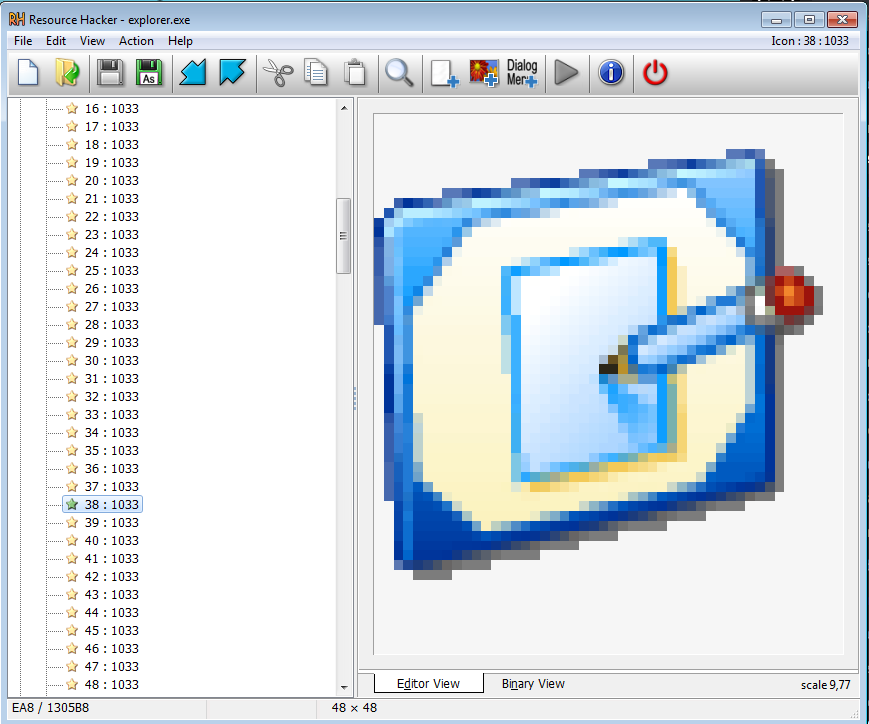 RH Resource Hacker - explorer.exe
File Edit View Action Help Icon : 38 : 1033
As Dialog Menu
16 : 1033
17 : 1033
18 : 1033
19 : 1033
20 : 1033
21 : 1033
22 : 1033
23 : 1033
24 : 1033
25 : 1033
26 : 1033
27 : 1033
28 : 1033
29 : 1033
30 : 1033
31 : 1033
32 : 1033
33 : 1033
34 : 1033
35 : 1033
36 : 1033
37 : 1033
38 : 1033
39 : 1033
40 : 1033
41 : 1033
42 : 1033
43 : 1033
44 : 1033
45 : 1033
46 : 1033
47 : 1033
48 : 1033
Editor View Binary View scale 9,77
EA8 / 1305B8 48 × 48